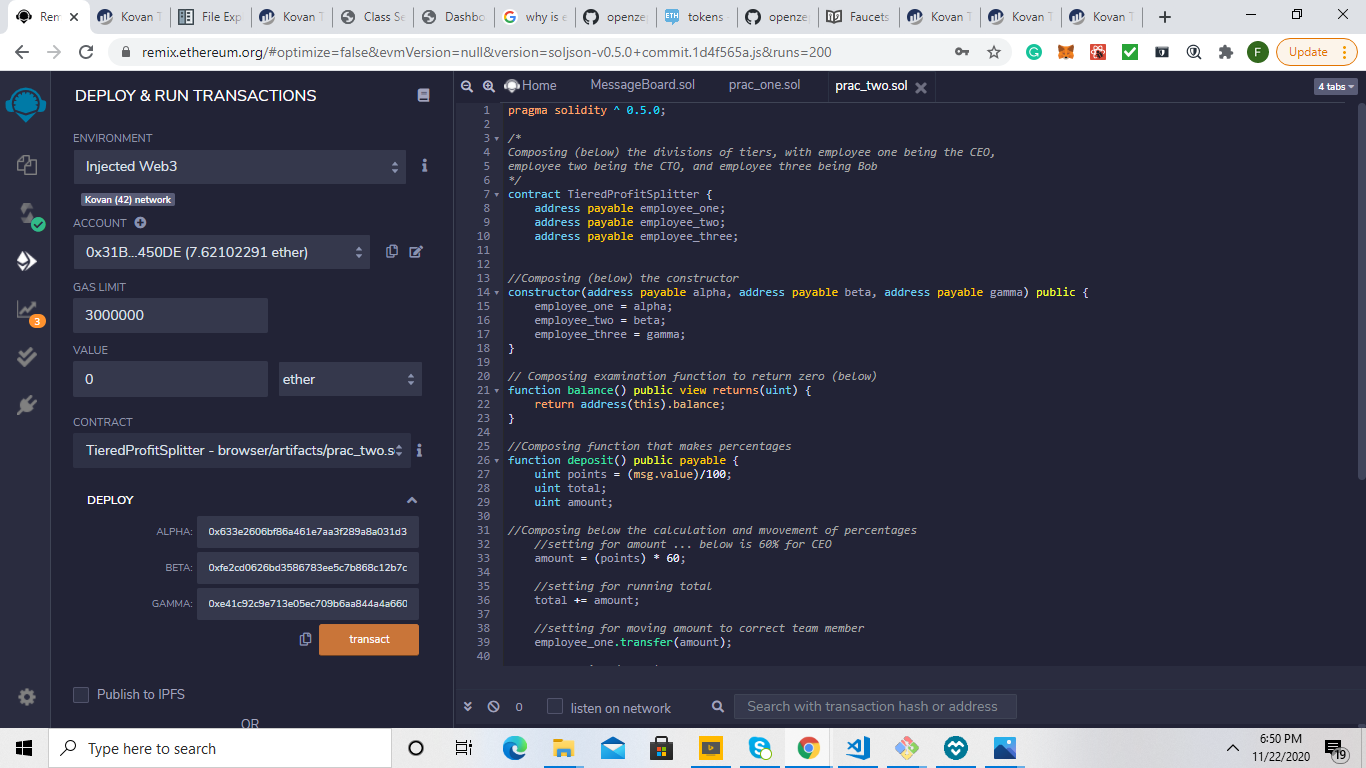 Rem
Kovan T
File Exp
Kovan T
Class Se
Dashbo
why is e
openze
tokens
openze
Faucets
Kovan T
Kovan T
Kovan T
remix.ethereum.org/#optimize=false&evmVersion=null&version=soljson-v0.5.0+commit.1d4f565a.js&runs=200
F
Update
DEPLOY & RUN TRANSACTIONS
ENVIRONMENT
Injected Web3
Kovan (42) network
ACCOUNT
0x31B...450DE (7.62102291 ether)
GAS LIMIT
3000000
VALUE
0
ether
CONTRACT
TieredProfitSplitter - browser/artifacts/prac_two.s
DEPLOY
ALPHA: 0x633e2606bf86a461e7aa3f289a8a031d3
BETA: 0xfe2cd0626bd3586783ee5c7b868c12b7c
GAMMA: 0xe41c92c9e713e05ec709b6aa844a4a660
transact
Publish to IPFS
OR
3
Home
MessageBoard.sol
prac_one.sol
prac_two.sol
4 tabs
1 pragma solidity ^ 0.5.0;
2
3 /*
4 Composing (below) the divisions of tiers, with employee one being the CEO,
5 employee two being the CTO, and employee three being Bob
6 */
7 contract TieredProfitSplitter {
8 address payable employee_one;
9 address payable employee_two;
10 address payable employee_three;
11
12
13 //Composing (below) the constructor
14 constructor(address payable alpha, address payable beta, address payable gamma) public {
15 employee_one = alpha;
16 employee_two = beta;
17 employee_three = gamma;
18 }
19
20 // Composing examination function to return zero (below)
21 function balance() public view returns(uint) {
22 return address(this).balance;
23 }
24
25 //Composing function that makes percentages
26 function deposit() public payable {
27 uint points = (msg.value)/100;
28 uint total;
29 uint amount;
30
31 //Composing below the calculation and mvovement of percentages
32 //setting for amount ... below is 60% for CEO
33 amount = (points) * 60;
34
35 //setting for running total
36 total += amount;
37
38 //setting for moving amount to correct team member
39 employee_one.transfer(amount);
40
0
listen on network
Search with transaction hash or address
Type here to search
6:50 PM
11/22/2020
19